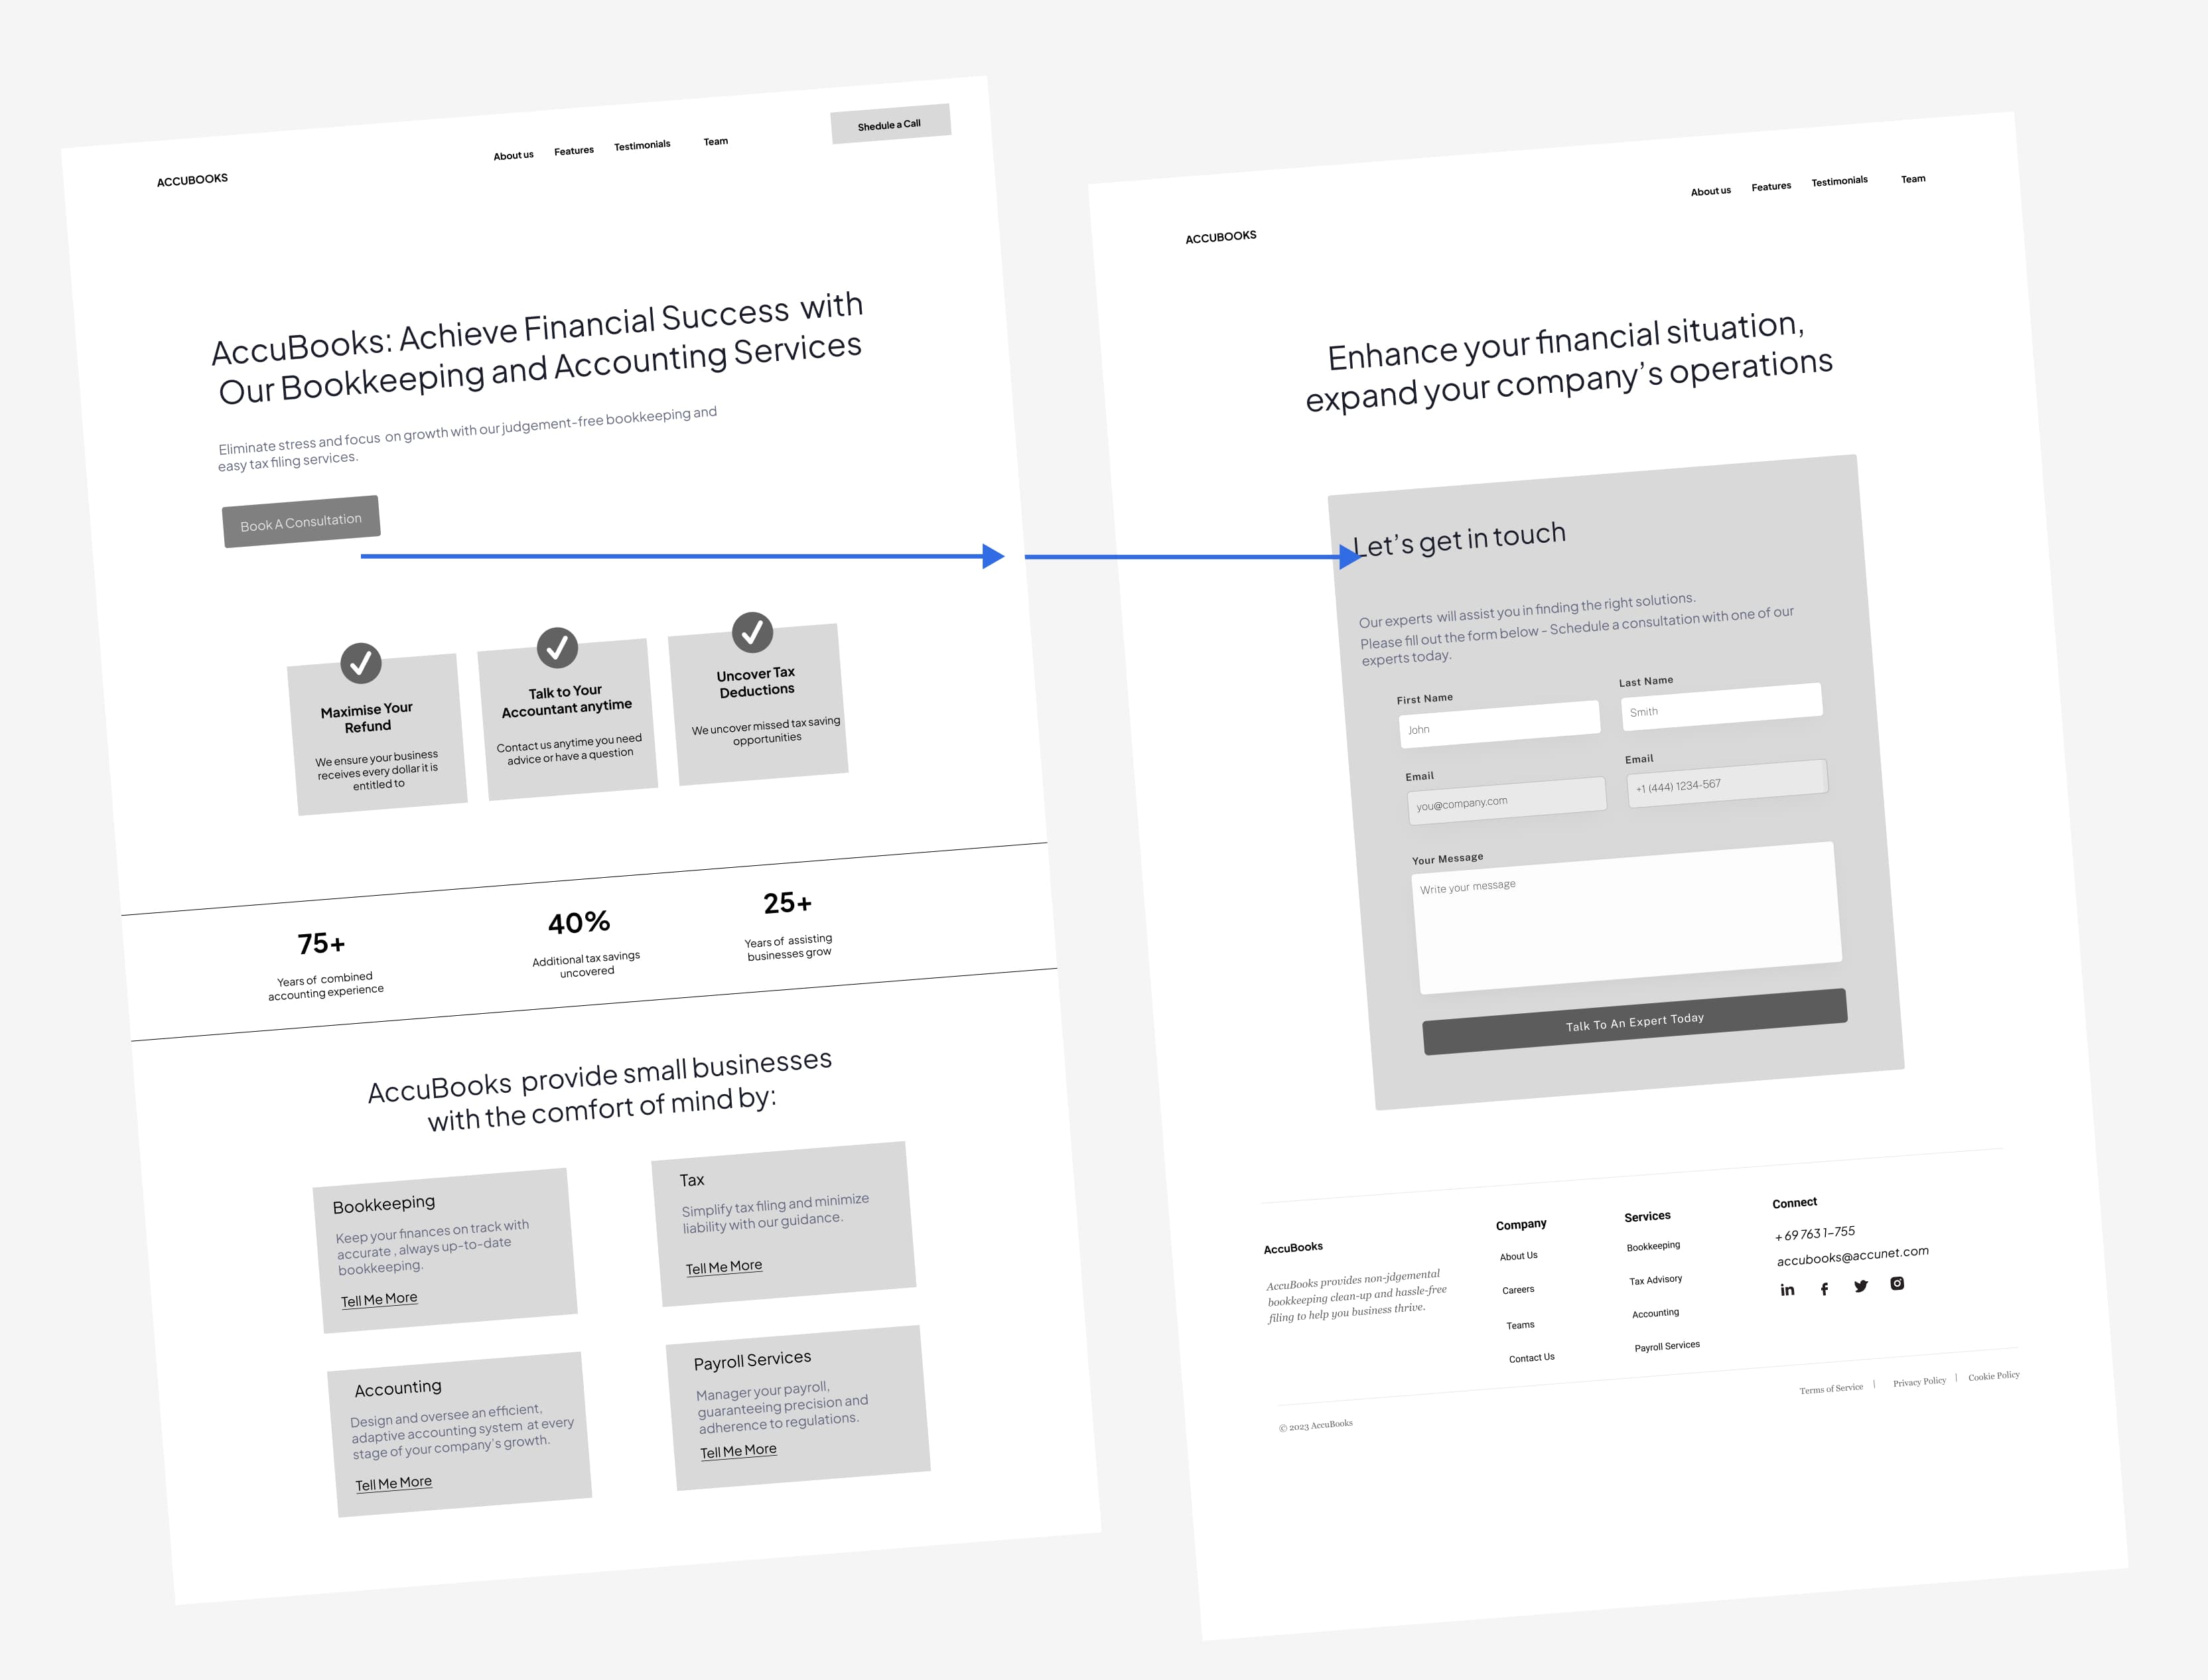 ACCUBOOKS
About us
Features
Testimonials
Team
Shedule a Call
AccuBooks: Achieve Financial Success with
Our Bookkeeping and Accounting Services
Eliminate stress and focus on growth with our judgement-free bookkeeping and
easy tax filing services.
Book A Consultation
Maximise Your
Refund
We ensure your business
receives every dollar it is
entitled to
Talk to Your
Accountant anytime
Contact us anytime you need
advice or have a question
Uncover Tax
Deductions
We uncover missed tax saving
opportunities
75+
Years of combined
accounting experience
40%
Additional tax savings
uncovered
25+
Years of assisting
businesses grow
AccuBooks provide small businesses
with the comfort of mind by:
Bookkeeping
Keep your finances on track with
accurate , always up-to-date
bookkeeping.
Tell Me More
Tax
Simplify tax filing and minimize
liability with our guidance.
Tell Me More
Accounting
Design and oversee an efficient,
adaptive accounting system at every
stage of your company's growth.
Tell Me More
Payroll Services
Manager your payroll,
guaranteeing precision and
adherence to regulations.
Tell Me More
ACCUBOOKS
About us
Features
Testimonials
Team
Enhance your financial situation,
expand your company's operations
Let's get in touch
Our experts will assist you in finding the right solutions.
Please fill out the form below - Schedule a consultation with one of our
experts today.
First Name
John
Last Name
Smith
Email
you@company.com
Email
+1 (444) 1234-567
Your Message
Write your message
Talk To An Expert Today
AccuBooks
AccuBooks provides non-jdgemental
bookkeeping clean-up and hassle-free
filing to help you business thrive.
Company
About Us
Careers
Teams
Contact Us
Services
Bookkeeping
Tax Advisory
Accounting
Payroll Services
Connect
+ 69 763 1-755
accubooks@accunet.com
© 2023 AccuBooks
Terms of Service | Privacy Policy | Cookie Policy